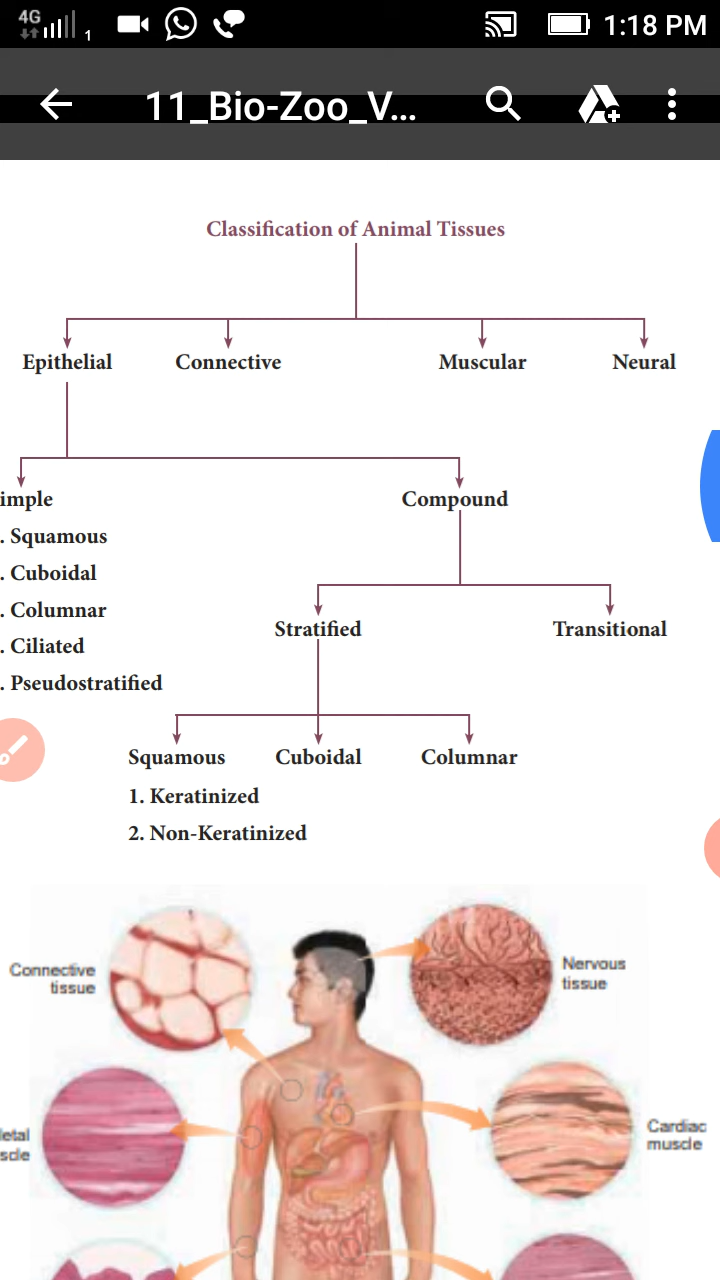 4G 1 1:18 PM
11_Bio-Zoo_V...
Classification of Animal Tissues
Epithelial Connective Muscular Neural
imple Compound
. Squamous
. Cuboidal
. Columnar
. Ciliated
. Pseudostratified
Stratified Transitional
Squamous Cuboidal Columnar
1. Keratinized
2. Non-Keratinized
Connective
tissue
Nervous
tissue
letal
scle
Cardiac
muscle